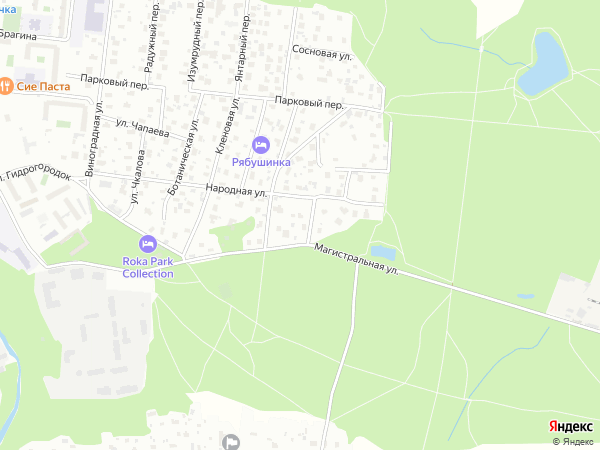 нка
Брагина
Радужный пер.
Изумрудный пер.
Янтарный пер.
Сосновая ул.
Парковый пер.
Сие Паста
Парковый пер.
Виноградная ул.
ул. Чапаева
Кленовая ул.
Ботаническая ул.
ул. Чкалова
Рябушинка
Гидрогородок
Народная ул.
Roka Park
Collection
Магистральная ул.
Яндекс
© Яндекс